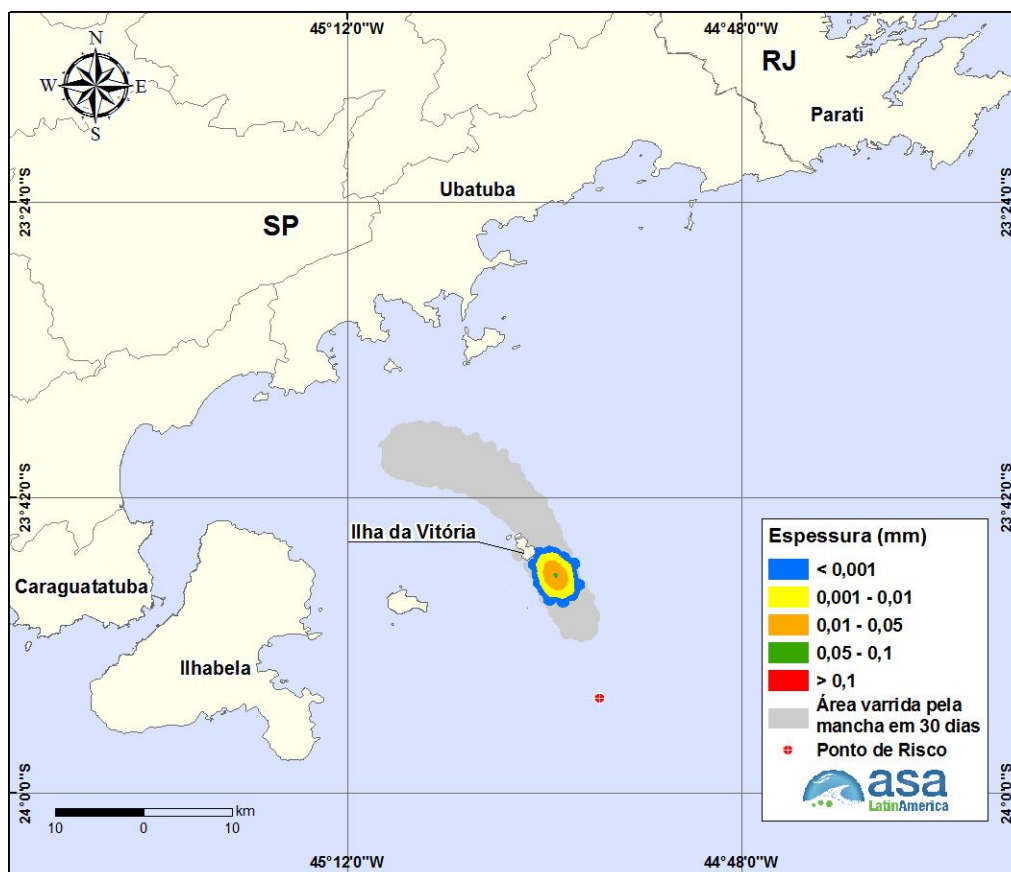 45°12'0"W
44°48'0"W
N
W
E
S
RJ
Parati
Ubatuba
23°24'0"S
23°24'0"S
SP
23°42'0"S
23°42'0"S
Ilha da Vitória
Caraguatatuba
Ilhabela
Espessura (mm)
< 0,001
0,001 - 0,01
0,01 - 0,05
0,05 - 0,1
> 0,1
Área varrida pela
mancha em 30 dias
Ponto de Risco
asa
LatinAmerica
24°0'0"S
24°0'0"S
km
10
0
10
45°12'0"W
44°48'0"W